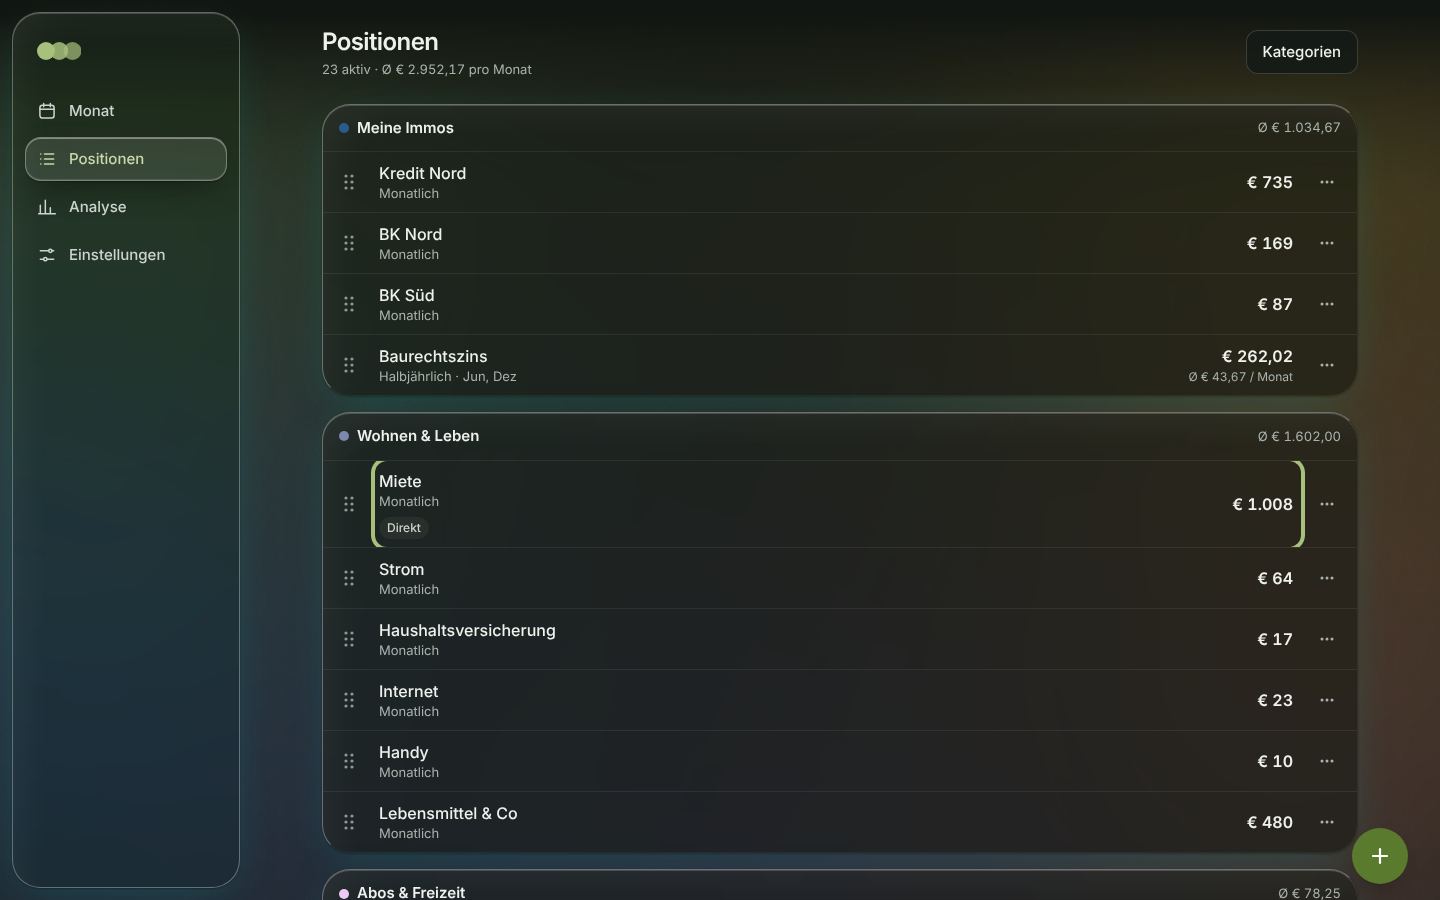 Positionen
23 aktiv · Ø € 2.952,17 pro Monat
Kategorien
Monat
Positionen
Analyse
Einstellungen
Meine Immos
Ø € 1.034,67
Kredit Nord
Monatlich
€ 735
BK Nord
Monatlich
€ 169
BK Süd
Monatlich
€ 87
Baurechtszins
Halbjährlich · Jun, Dez
€ 262,02
Ø € 43,67 / Monat
Wohnen & Leben
Ø € 1.602,00
Miete
Monatlich
Direkt
€ 1.008
Strom
Monatlich
€ 64
Haushaltsversicherung
Monatlich
€ 17
Internet
Monatlich
€ 23
Handy
Monatlich
€ 10
Lebensmittel & Co
Monatlich
€ 480
Abos & Freizeit
Ø € 78,25